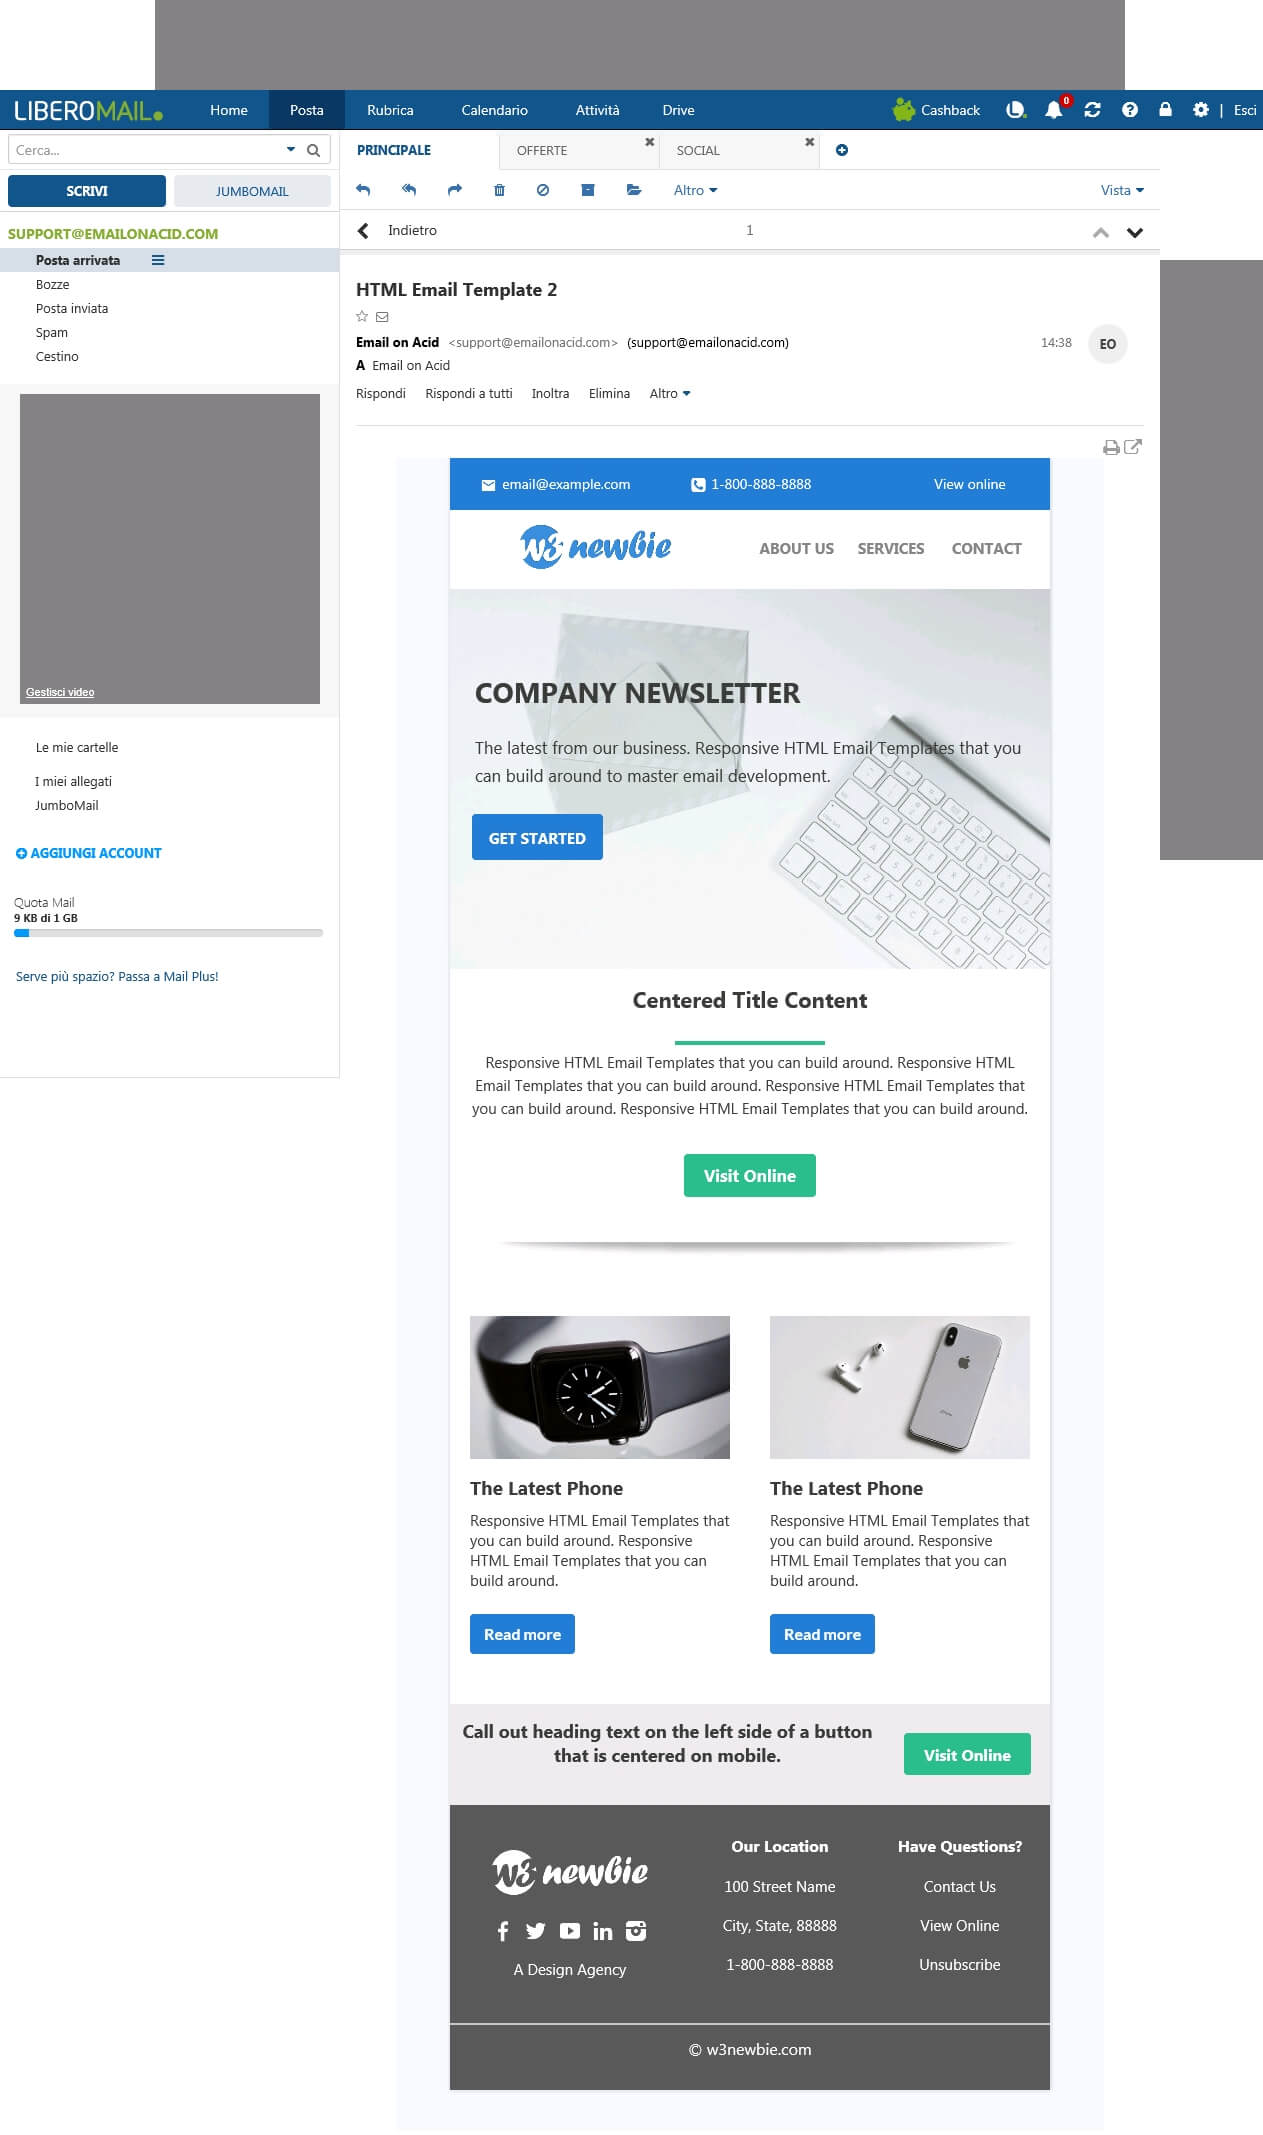 LIBEROMAIL
Home Posta Rubrica Calendario Attività Drive Cashback 0 | Esci
Cerca...
SCRIVI JUMBOMAIL
SUPPORT@EMAILONACID.COM
Posta arrivata
Bozze
Posta inviata
Spam
Cestino
Gestisci video
Le mie cartelle
I miei allegati
JumboMail
AGGIUNGI ACCOUNT
Quota Mail
9 KB di 1 GB
Serve più spazio? Passa a Mail Plus!
PRINCIPALE OFFERTE SOCIAL
Altro Vista
Indietro 1
HTML Email Template 2
Email on Acid <support@emailonacid.com> (support@emailonacid.com) 14:38 EO
A Email on Acid
Rispondi Rispondi a tutti Inoltra Elimina Altro
email@example.com 1-800-888-8888 View online
w3 newbie ABOUT US SERVICES CONTACT
COMPANY NEWSLETTER
The latest from our business. Responsive HTML Email Templates that you
can build around to master email development.
GET STARTED
Centered Title Content
Responsive HTML Email Templates that you can build around. Responsive HTML
Email Templates that you can build around. Responsive HTML Email Templates that
you can build around. Responsive HTML Email Templates that you can build around.
Visit Online
The Latest Phone
Responsive HTML Email Templates that
you can build around. Responsive
HTML Email Templates that you can
build around.
Read more
The Latest Phone
Responsive HTML Email Templates that
you can build around. Responsive
HTML Email Templates that you can
build around.
Read more
Call out heading text on the left side of a button
that is centered on mobile.
Visit Online
w3 newbie
A Design Agency
Our Location
100 Street Name
City, State, 88888
1-800-888-8888
Have Questions?
Contact Us
View Online
Unsubscribe
© w3newbie.com